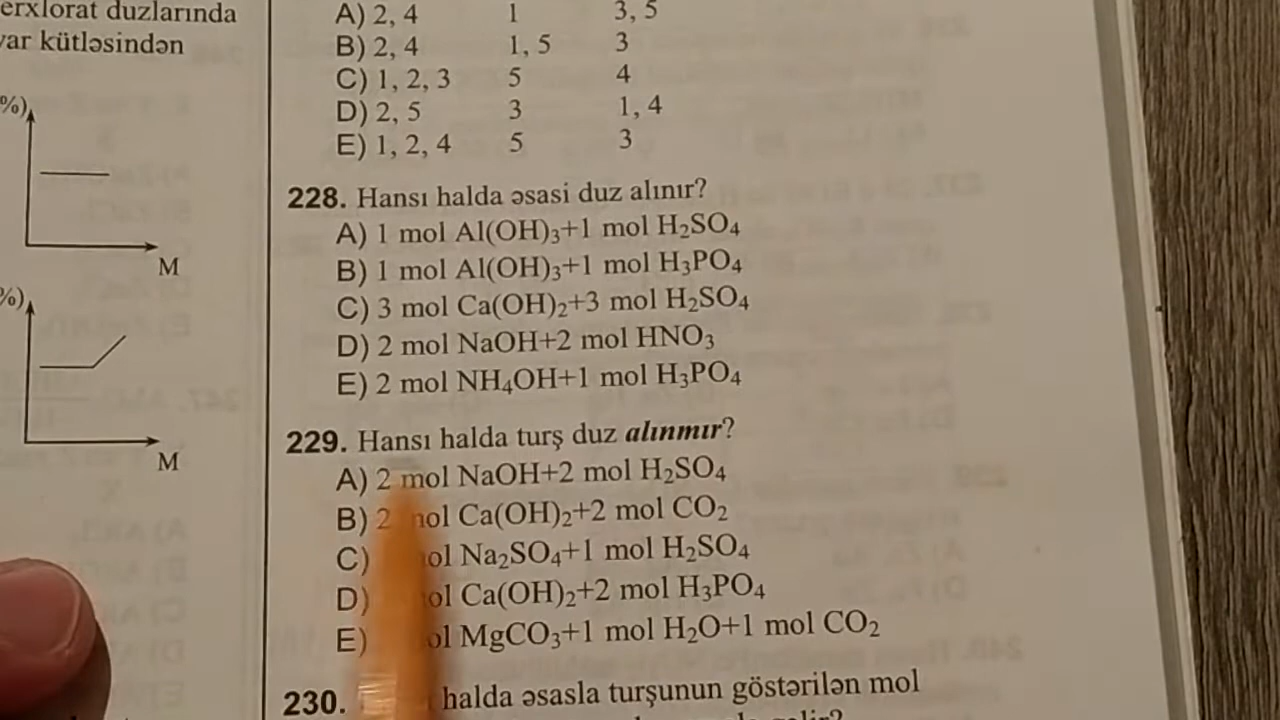 erxlorat duzlarında
var kütləsindən
%)
M
%)
M
A) 2, 4 1 3, 5
B) 2, 4 1, 5 3
C) 1, 2, 3 5 4
D) 2, 5 3 1, 4
E) 1, 2, 4 5 3
228. Hansı halda əsasi duz alınır?
A) 1 mol Al(OH)₃+1 mol H₂SO₄
B) 1 mol Al(OH)₃+1 mol H₃PO₄
C) 3 mol Ca(OH)₂+3 mol H₂SO₄
D) 2 mol NaOH+2 mol HNO₃
E) 2 mol NH₄OH+1 mol H₃PO₄
229. Hansı halda turş duz alınmır?
A) 2 mol NaOH+2 mol H₂SO₄
B) 2 mol Ca(OH)₂+2 mol CO₂
C) ol Na₂SO₄+1 mol H₂SO₄
D) ol Ca(OH)₂+2 mol H₃PO₄
E) ol MgCO₃+1 mol H₂O+1 mol CO₂
230. halda əsasla turşunun göstərilən mol